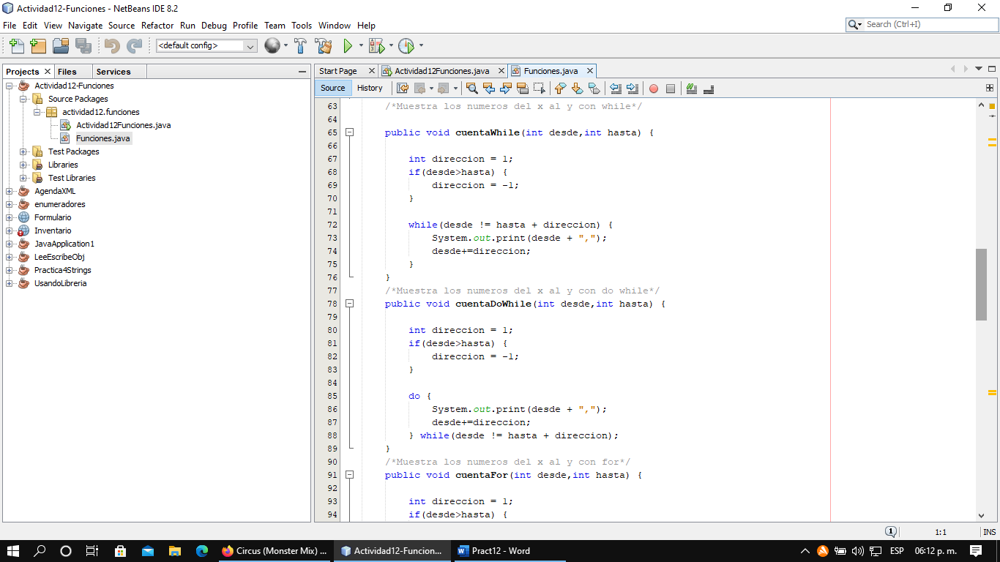 Actividad12-Funciones - NetBeans IDE 8.2
File Edit View Navigate Source Refactor Run Debug Profile Team Tools Window Help
Search (Ctrl+I)
<default config>
Projects Files Services
Start Page Actividad12Funciones.java Funciones.java
Source History
Actividad12-Funciones
Source Packages
actividad12.funciones
Actividad12Funciones.java
Funciones.java
Test Packages
Libraries
Test Libraries
AgendaXML
enumeradores
Formulario
Inventario
JavaApplication1
LeeEscribeObj
Practica4Strings
UsandoLibreria
63 /*Muestra los numeros del x al y con while*/
64
65 public void cuentaWhile(int desde,int hasta) {
66
67 int direccion = 1;
68 if(desde>hasta) {
69 direccion = -1;
70 }
71
72 while(desde != hasta + direccion) {
73 System.out.print(desde + ",");
74 desde+=direccion;
75 }
76 }
77 /*Muestra los numeros del x al y con do while*/
78 public void cuentaDoWhile(int desde,int hasta) {
79
80 int direccion = 1;
81 if(desde>hasta) {
82 direccion = -1;
83 }
84
85 do {
86 System.out.print(desde + ",");
87 desde+=direccion;
88 } while(desde != hasta + direccion);
89 }
90 /*Muestra los numeros del x al y con for*/
91 public void cuentaFor(int desde,int hasta) {
92
93 int direccion = 1;
94 if(desde>hasta) {
1 1:1 INS
Circus (Monster Mix) ... Actividad12-Funcion... Pract12 - Word ESP 06:12 p. m.